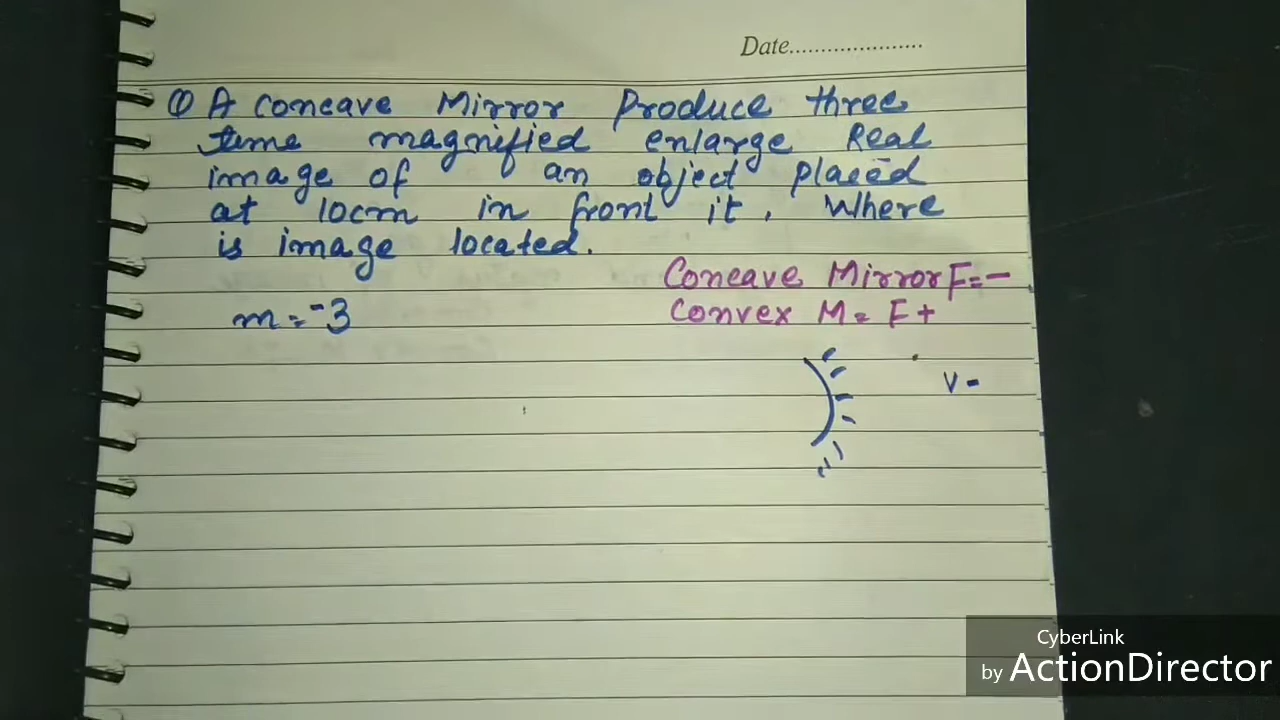 Date.....................
① A Concave Mirror Produce three
time magnified enlarge Real
image of an object placed
at 10cm in front it. Where
is image located.
Concave Mirror F=-
m=-3
Convex M= F+
V-
CyberLink
by ActionDirector